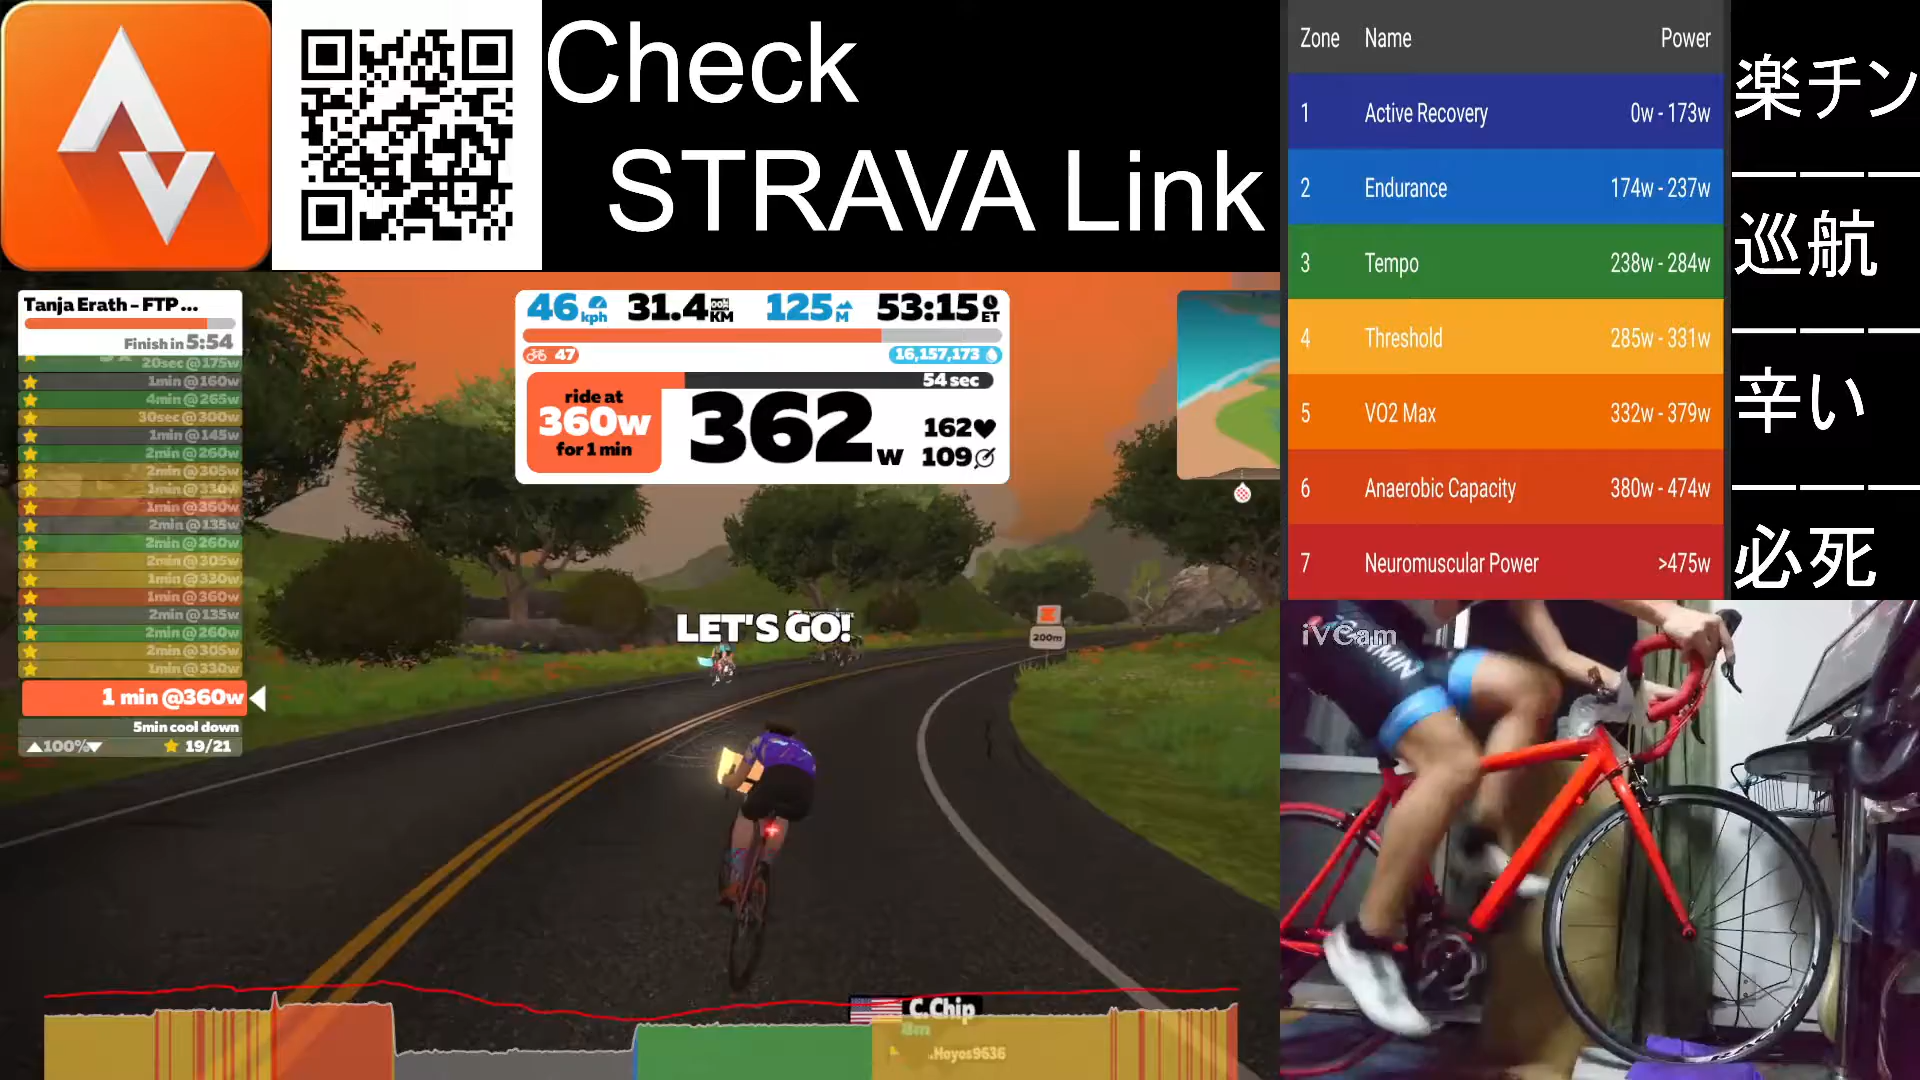 Check
STRAVA Link
Zone Name Power
1 Active Recovery 0w - 173w
2 Endurance 174w - 237w
3 Tempo 238w - 284w
4 Threshold 285w - 331w
5 VO2 Max 332w - 379w
6 Anaerobic Capacity 380w - 474w
7 Neuromuscular Power >475w
楽チン
巡航
辛い
必死
Tanja Erath - FTP ...
Finish in 5:54
20sec @175w
1min @160w
4min @265w
30sec @300w
1min @145w
2min @260w
2min @305w
1min @330w
1min @360w
2min @135w
2min @260w
2min @305w
1min @330w
1min @360w
2min @135w
2min @260w
2min @305w
1min @330w
1 min @360w
5min cool down
100% 19/21
46 kph 31.4 KM 125 M 53:15 ET
47 16,157,173
54 sec
ride at
360w
for 1 min
362 w
162
109
LET'S GO!
200m
C.Chip
8m
.Hoyos9636
iVCam
GARMIN